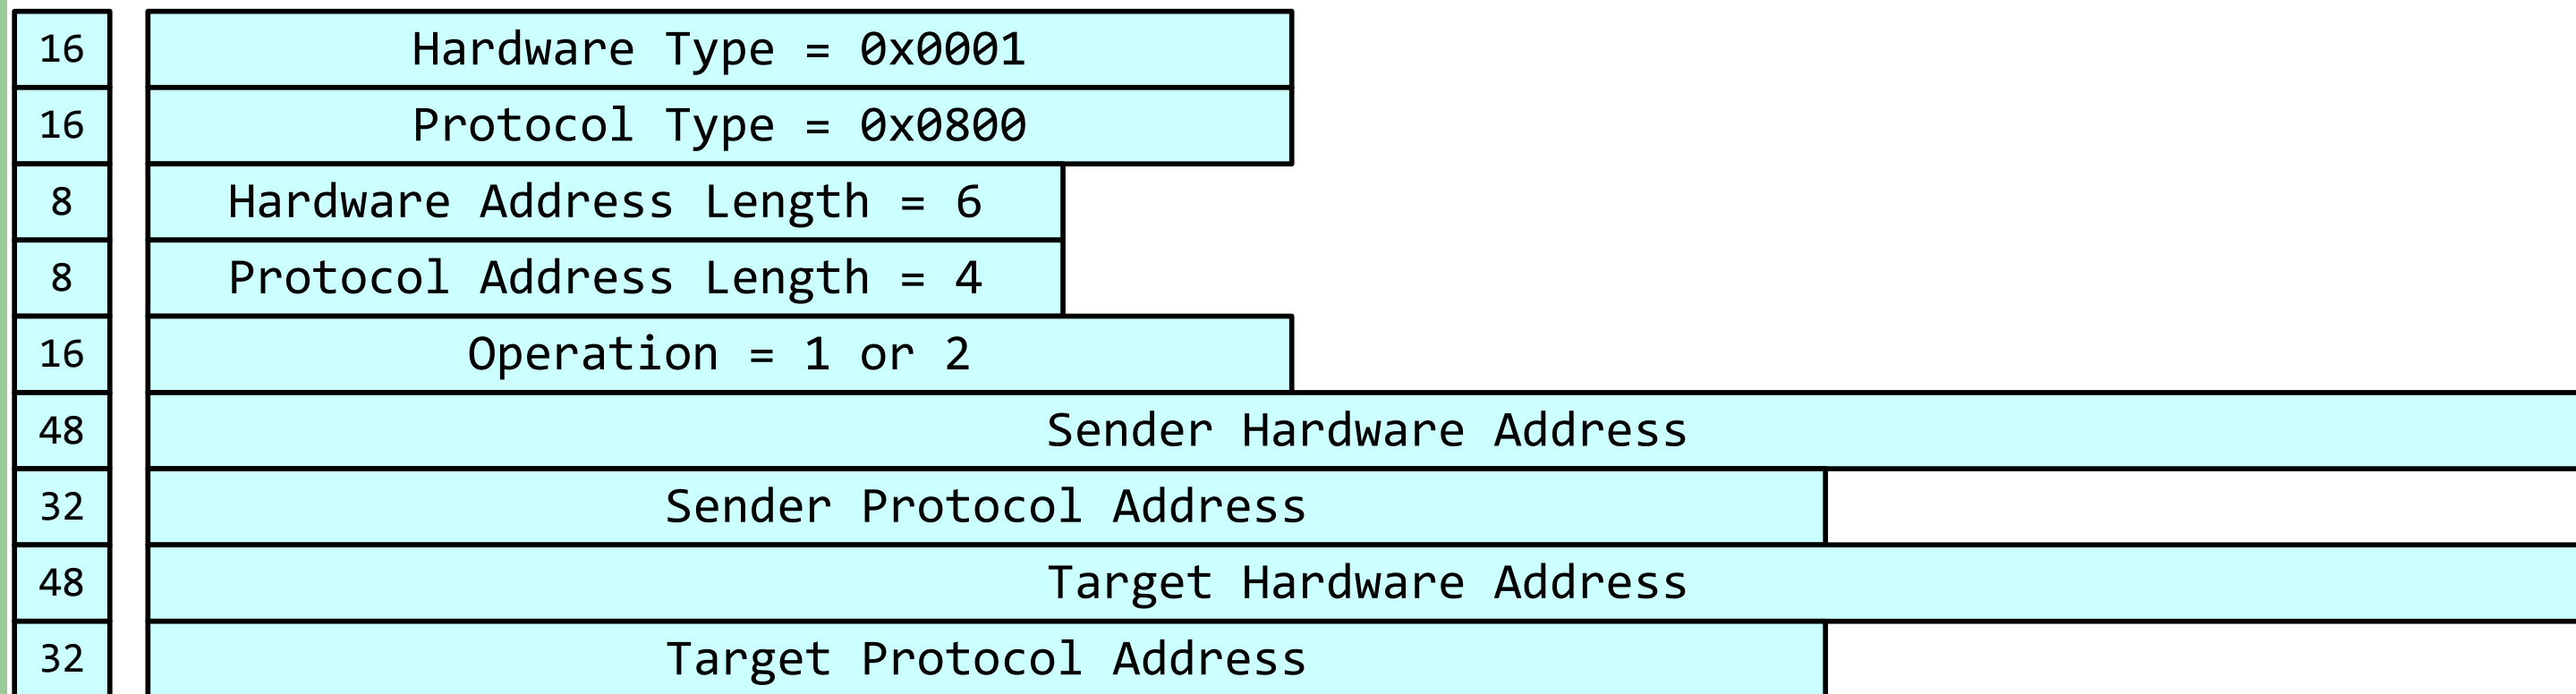 16 Hardware Type = 0x0001
16 Protocol Type = 0x0800
8 Hardware Address Length = 6
8 Protocol Address Length = 4
16 Operation = 1 or 2
48 Sender Hardware Address
32 Sender Protocol Address
48 Target Hardware Address
32 Target Protocol Address